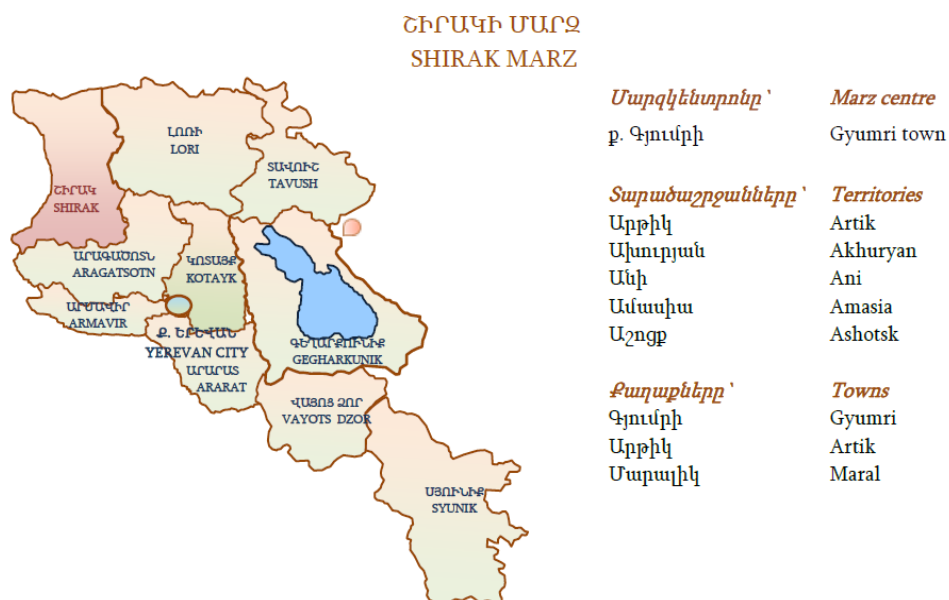 ՇԻՐԱԿԻ ՄԱՐԶ
SHIRAK MARZ
Մարզկենտրոնը՝ Marz centre
ք. Գյումրի Gyumri town
Տարածաշրջանները՝ Territories
Արթիկ Artik
Ախուրյան Akhuryan
Անի Ani
Ամասիա Amasia
Աշոցք Ashotsk
Քաղաքները՝ Towns
Գյումրի Gyumri
Արթիկ Artik
Մարալիկ Maral
ԼՈՌԻ
LORI
ՏԱՎՈՒՇ
TAVUSH
ՇԻՐԱԿ
SHIRAK
ԱՐԱԳԱԾՈՏՆ
ARAGATSOTN
ԿՈՏԱՅՔ
KOTAYK
ԱՐՄԱՎԻՐ
ARMAVIR
Ք. ԵՐԵՎԱՆ
YEREVAN CITY
ԱՐԱՐԱՏ
ARARAT
ԳԵՂԱՐՔՈՒՆԻՔ
GEGHARKUNIK
ՎԱՅՈՑ ՁՈՐ
VAYOTS DZOR
ՍՅՈՒՆԻՔ
SYUNIK